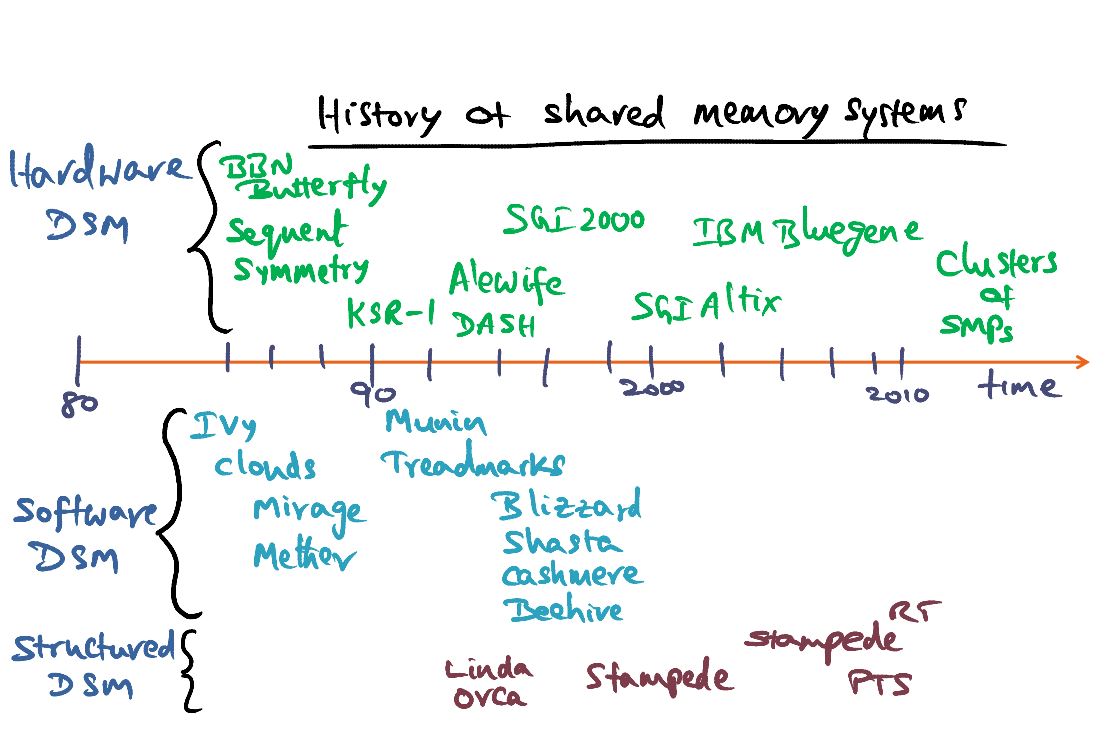 History of shared memory systems
Hardware
DSM
BBN
Butterfly
Sequent
Symmetry
KSR-1
Alewife
DASH
SGI 2000
SGI Altix
IBM Bluegene
Clusters
of
SMPs
80
90
2000
2010
time
Software
DSM
Ivy
Clouds
Mirage
Mether
Munin
Treadmarks
Blizzard
Shasta
Cashmere
Beehive
Structured
DSM
Linda
Orca
Stampede
Stampede RT
PTS